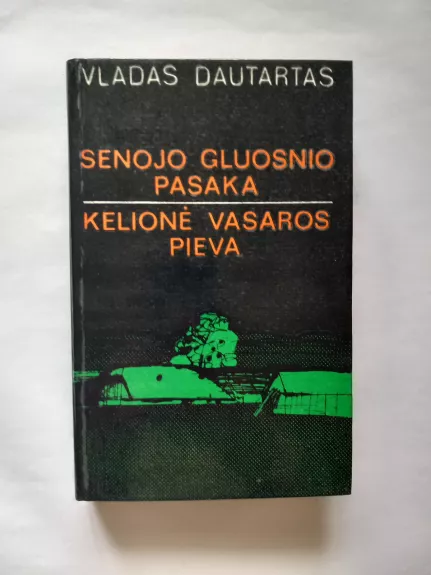 VLADAS DAUTARTAS
SENOJO GLUOSNIO
PASAKA
KELIONĖ VASAROS
PIEVA